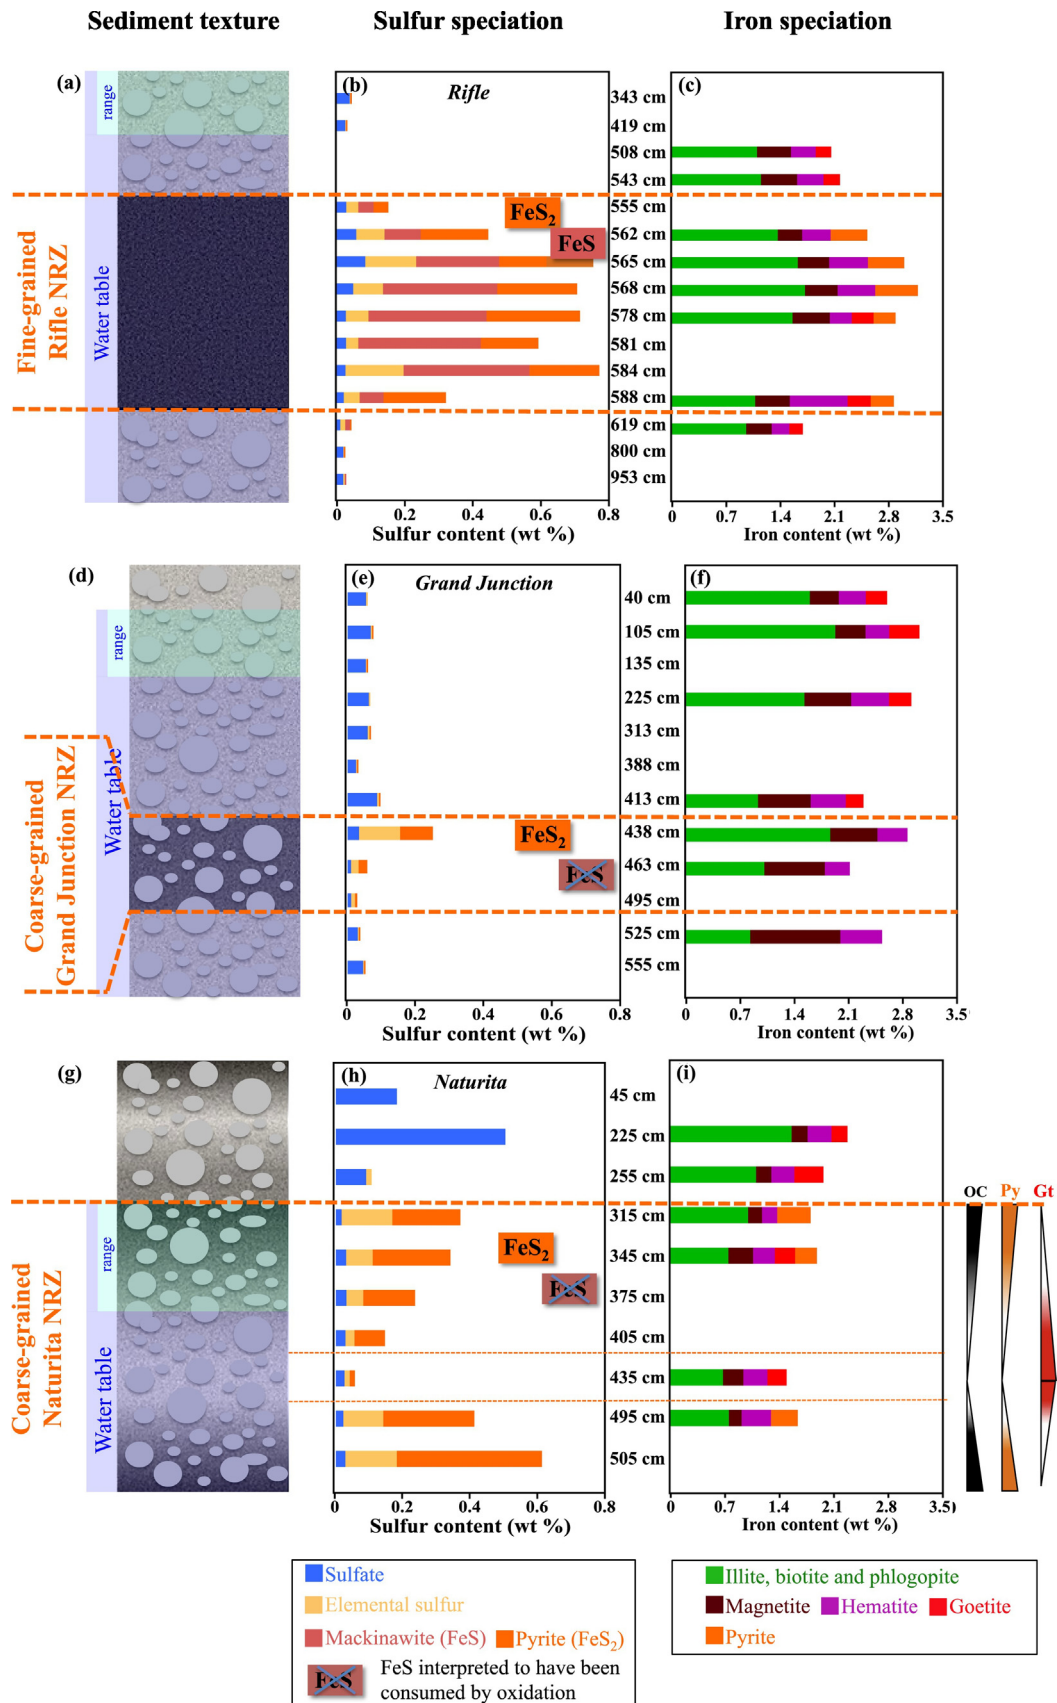 Sediment texture Sulfur speciation Iron speciation
(a) (b) Rifle (c)
range
Water table
Fine-grained
Rifle NRZ
343 cm
419 cm
508 cm
543 cm
555 cm
FeS2
562 cm
FeS
565 cm
568 cm
578 cm
581 cm
584 cm
588 cm
619 cm
800 cm
953 cm
0 0.2 0.4 0.6 0.8 0 0.7 1.4 2.1 2.8 3.5
Sulfur content (wt %) Iron content (wt %)
(d) (e) Grand Junction (f)
range
Water table
Coarse-grained
Grand Junction NRZ
40 cm
105 cm
135 cm
225 cm
313 cm
388 cm
413 cm
438 cm
FeS2
463 cm
FeS
495 cm
525 cm
555 cm
0 0.2 0.4 0.6 0.8 0 0.7 1.4 2.1 2.8 3.5
Sulfur content (wt %) Iron content (wt %)
(g) (h) Naturita (i)
range
Water table
Coarse-grained
Naturita NRZ
45 cm
225 cm
255 cm
OC Py Gt
315 cm
FeS2
345 cm
FeS
375 cm
405 cm
435 cm
495 cm
505 cm
0 0.2 0.4 0.6 0.8 0 0.7 1.4 2.1 2.8 3.5
Sulfur content (wt %) Iron content (wt %)
Sulfate
Elemental sulfur
Mackinawite (FeS) Pyrite (FeS2)
FeS FeS interpreted to have been
consumed by oxidation
Illite, biotite and phlogopite
Magnetite Hematite Goetite
Pyrite